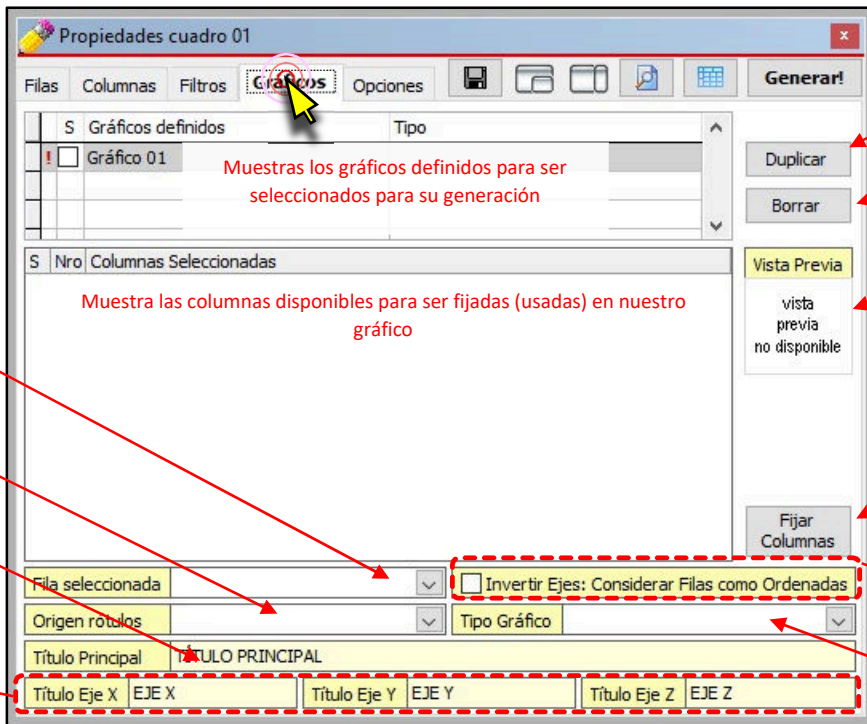 Propiedades cuadro 01
x
Filas Columnas Filtros Gráficos Opciones Generar!
S Gráficos definidos Tipo
! Gráfico 01
Muestras los gráficos definidos para ser
seleccionados para su generación
Duplicar
Borrar
S Nro Columnas Seleccionadas
Muestra las columnas disponibles para ser fijadas (usadas) en nuestro
gráfico
Vista Previa
vista
previa
no disponible
Fijar
Columnas
Fila seleccionada Invertir Ejes: Considerar Filas como Ordenadas
Origen rótulos Tipo Gráfico
Título Principal TÍTULO PRINCIPAL
Título Eje X EJE X Título Eje Y EJE Y Título Eje Z EJE Z